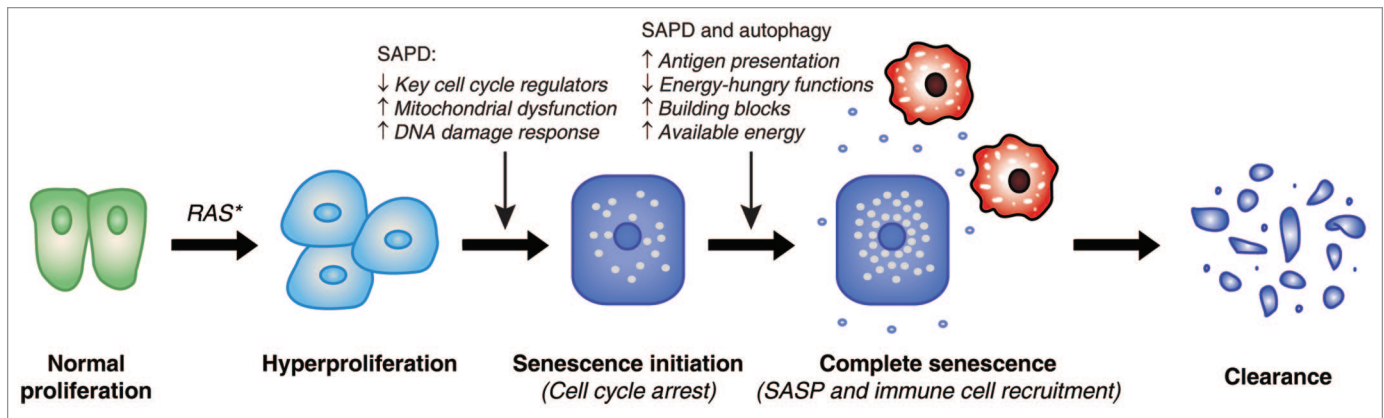 SAPD:
↓ Key cell cycle regulators
↑ Mitochondrial dysfunction
↑ DNA damage response
SAPD and autophagy
↑ Antigen presentation
↓ Energy-hungry functions
↑ Building blocks
↑ Available energy
RAS*
Normal
proliferation
Hyperproliferation
Senescence initiation
(Cell cycle arrest)
Complete senescence
(SASP and immune cell recruitment)
Clearance